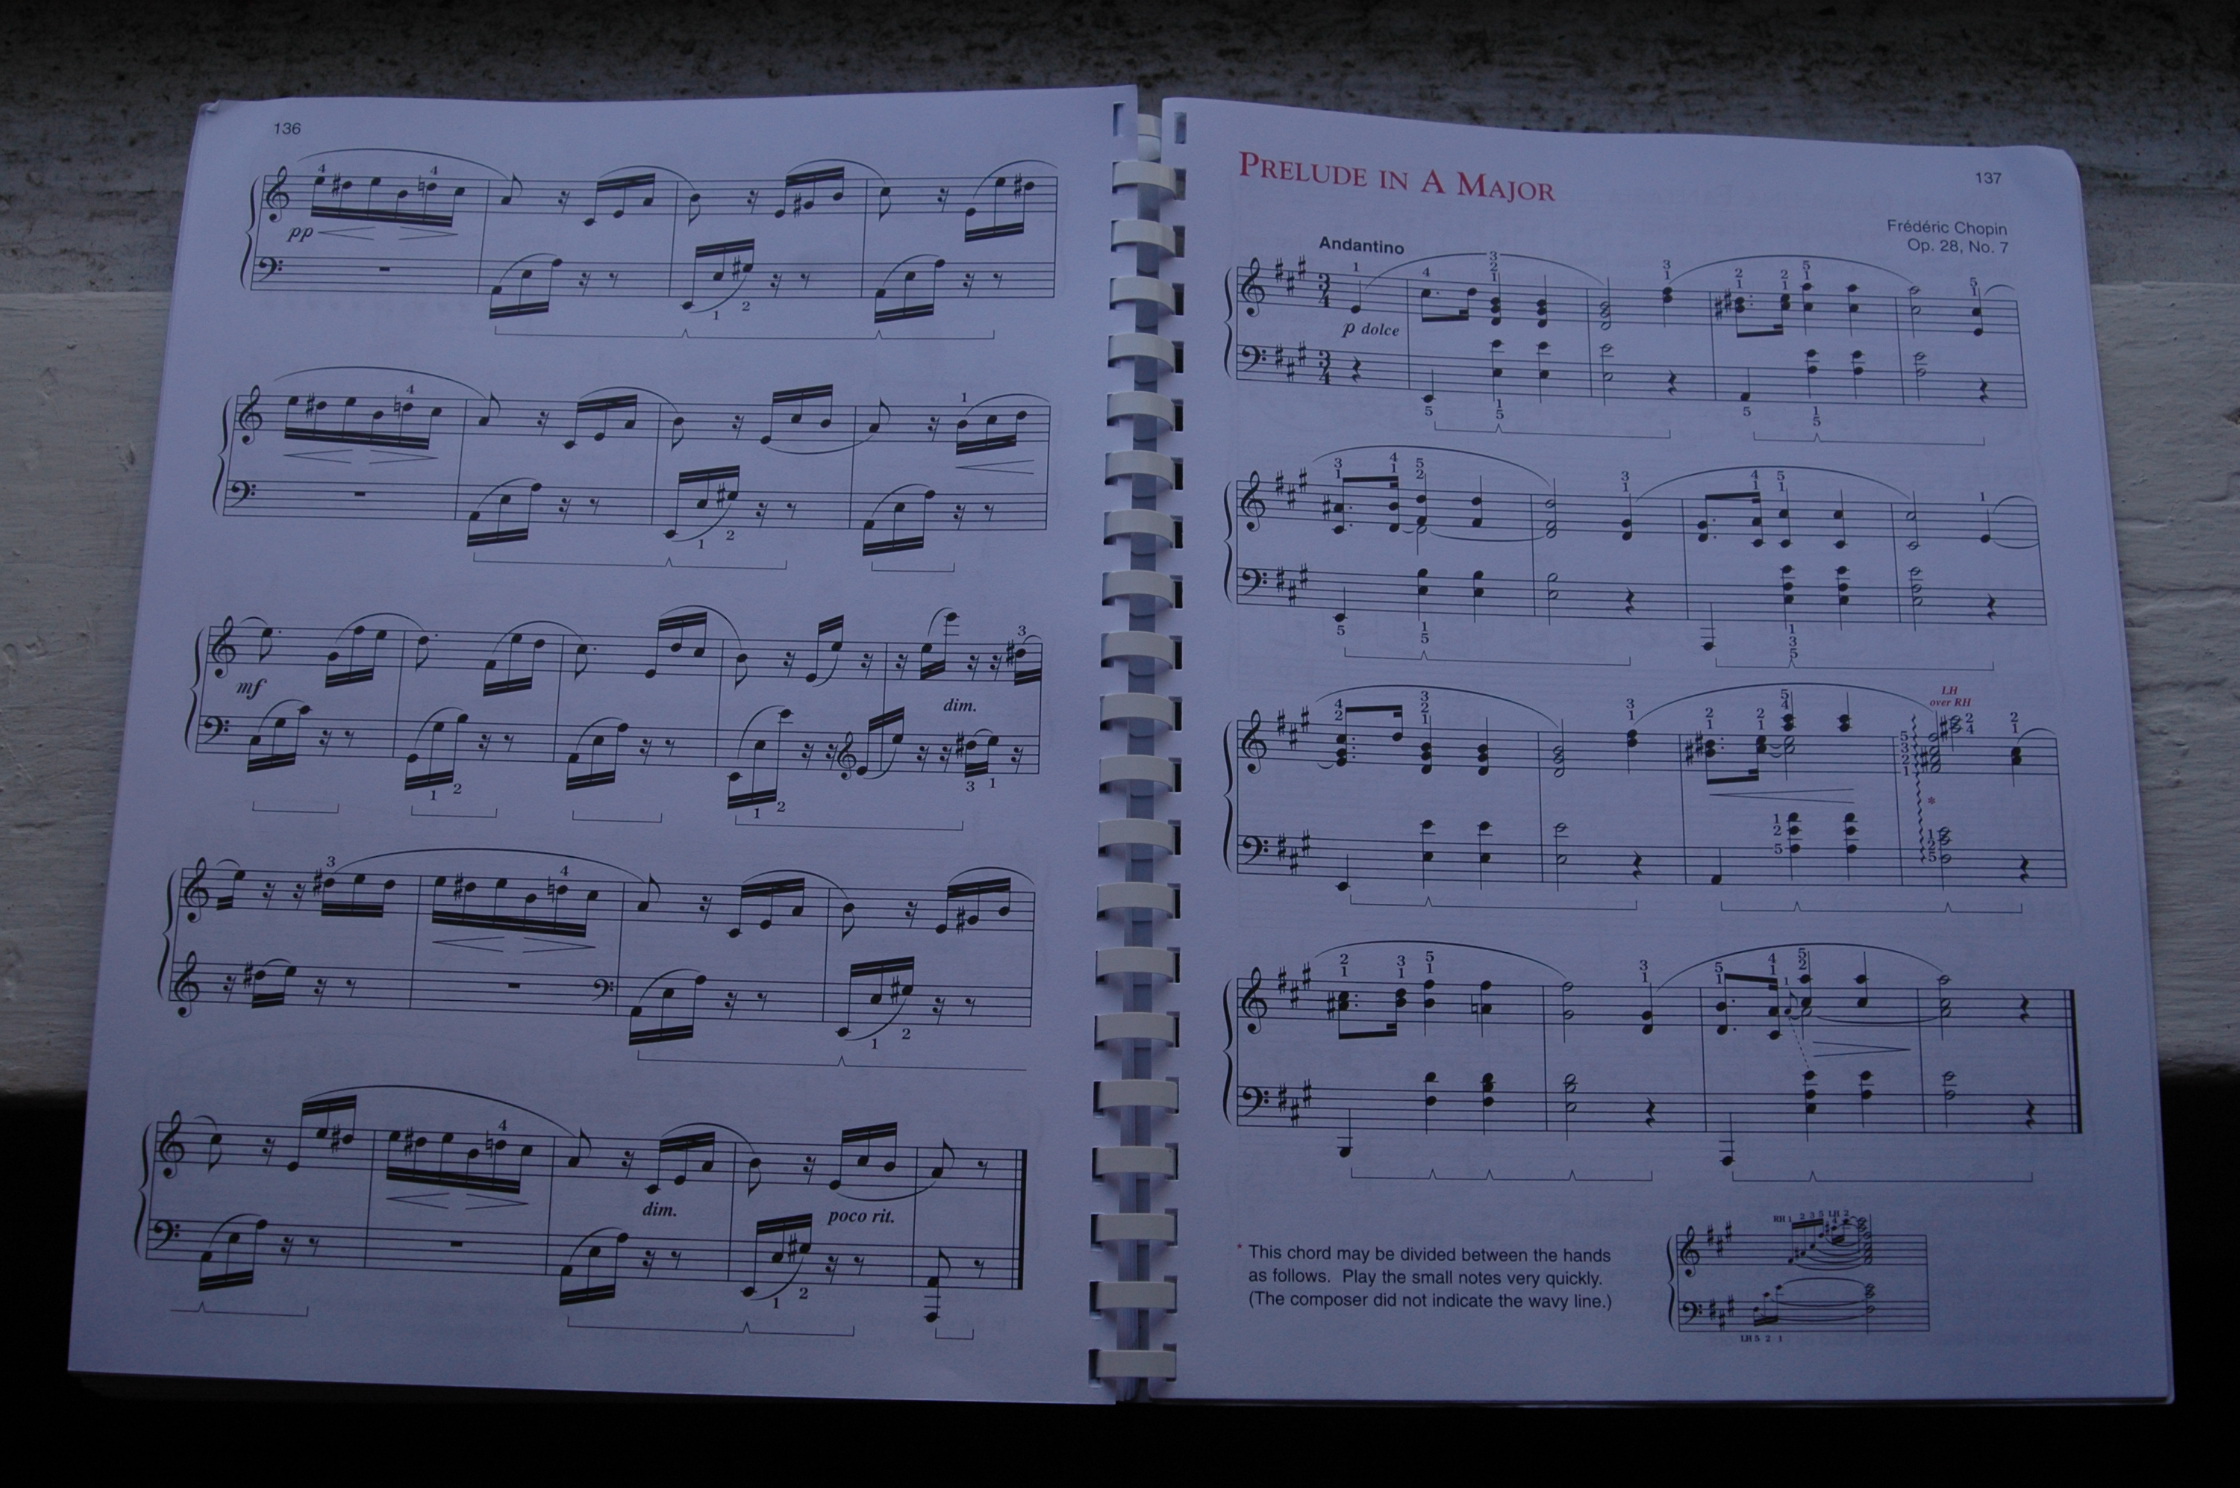 136
pp
mf
dim.
dim.
poco rit.
137
PRELUDE IN A MAJOR
Frédéric Chopin
Op. 28, No. 7
Andantino
p dolce
LH
over RH
*
* This chord may be divided between the hands
as follows. Play the small notes very quickly.
(The composer did not indicate the wavy line.)
RH 1 2 3 5 LH 2
LH 5 2 1